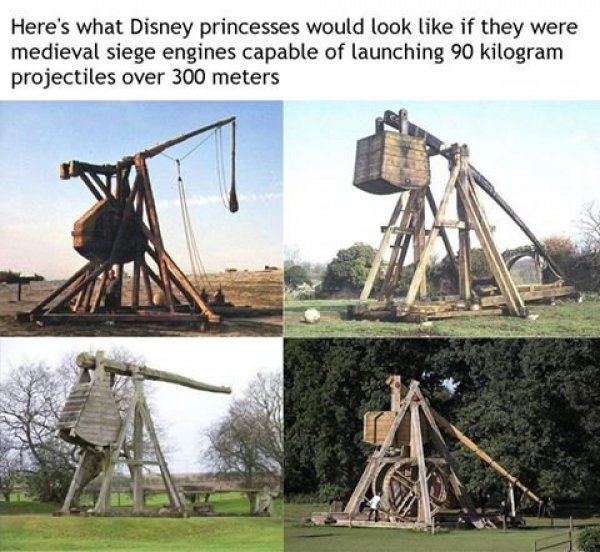 Here's what Disney princesses would look like if they were
medieval siege engines capable of launching 90 kilogram
projectiles over 300 meters